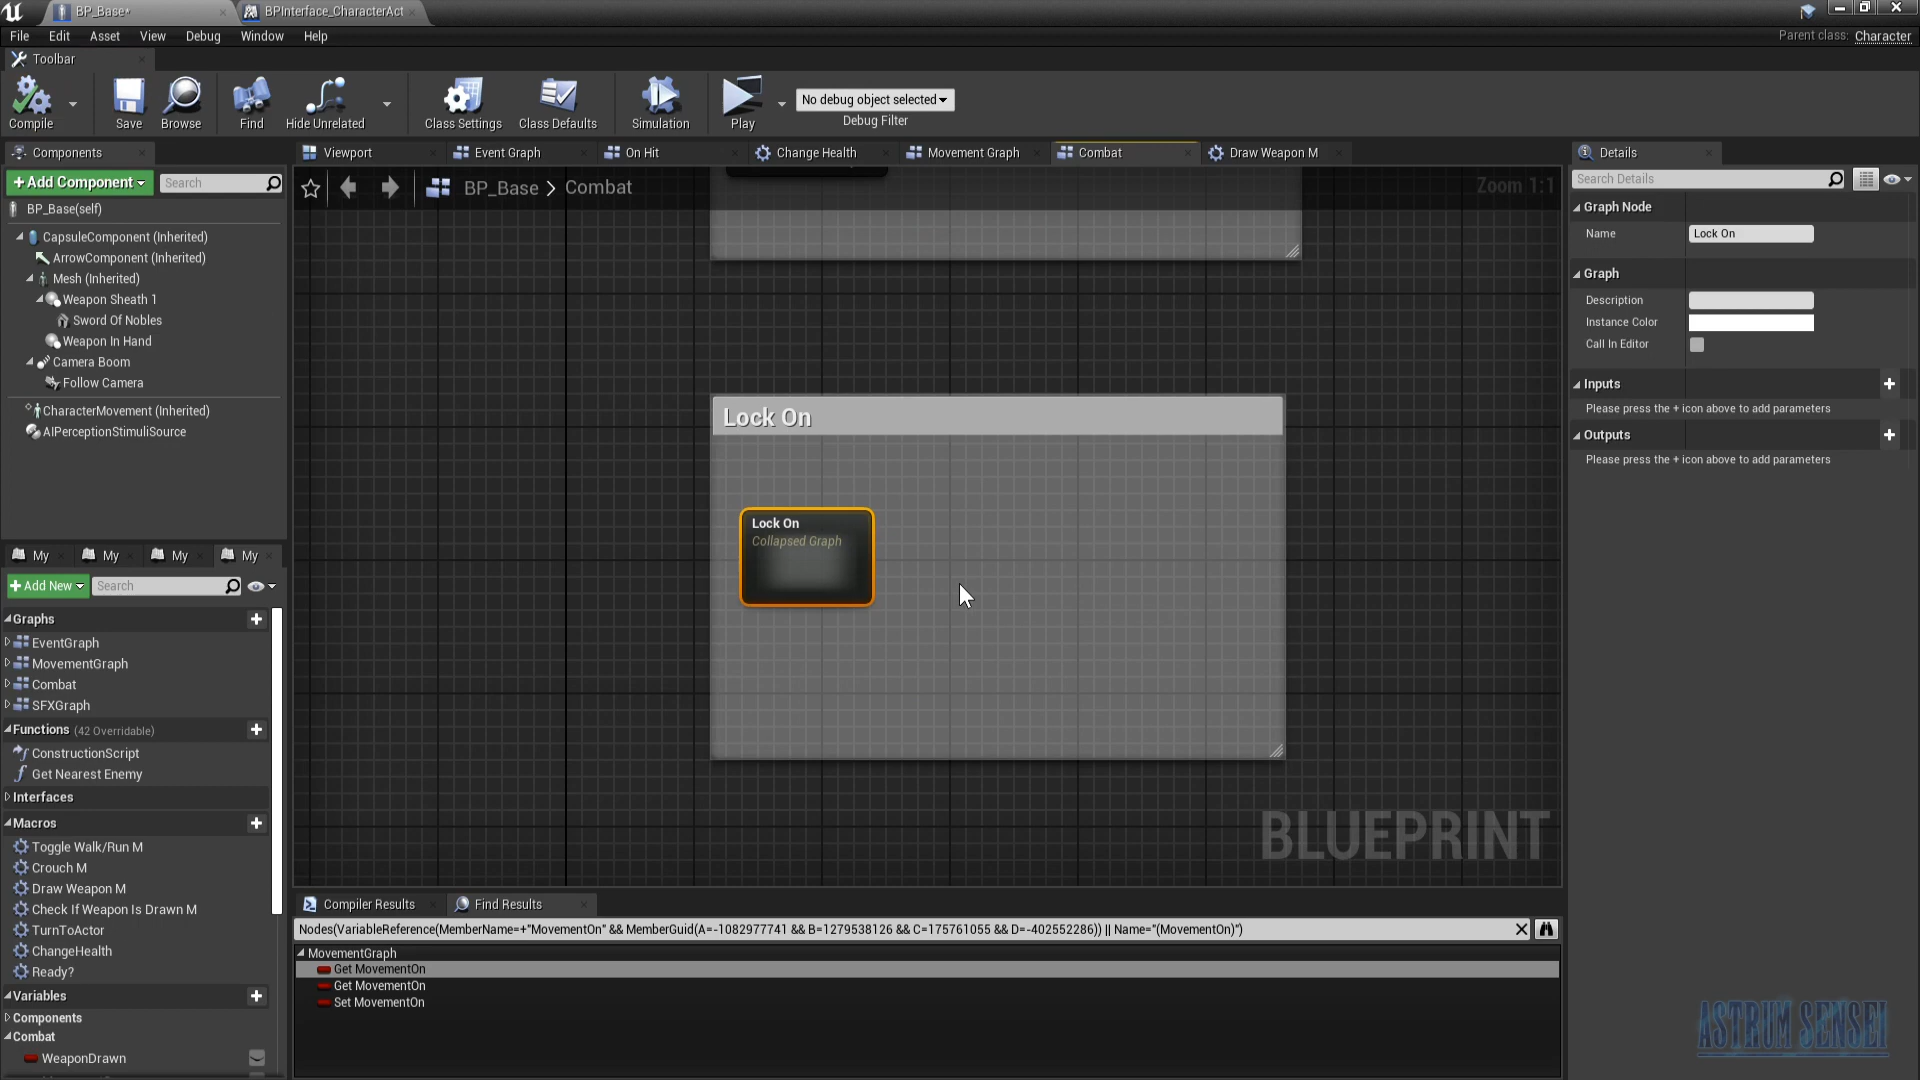 BP_Base*
BPInterface_CharacterAct
File Edit Asset View Debug Window Help
Parent class: Character
Toolbar
Compile
Save
Browse
Find
Hide Unrelated
Class Settings
Class Defaults
Simulation
Play
No debug object selected
Debug Filter
Components
+Add Component
Search
BP_Base(self)
CapsuleComponent (Inherited)
ArrowComponent (Inherited)
Mesh (Inherited)
Weapon Sheath 1
Sword Of Nobles
Weapon In Hand
Camera Boom
Follow Camera
CharacterMovement (Inherited)
AIPerceptionStimuliSource
My
My
My
My
+Add New
Search
Graphs
EventGraph
MovementGraph
Combat
SFXGraph
Functions (42 Overridable)
ConstructionScript
Get Nearest Enemy
Interfaces
Macros
Toggle Walk/Run M
Crouch M
Draw Weapon M
Check If Weapon Is Drawn M
TurnToActor
ChangeHealth
Ready?
Variables
Components
Combat
WeaponDrawn
Viewport
Event Graph
On Hit
Change Health
Movement Graph
Combat
Draw Weapon M
BP_Base > Combat
Zoom 1:1
Lock On
Lock On
Collapsed Graph
BLUEPRINT
Compiler Results
Find Results
Nodes(VariableReference(MemberName=+"MovementOn" && MemberGuid(A=-1082977741 && B=1279538126 && C=175761055 && D=-402552286)) || Name="(MovementOn)")
MovementGraph
Get MovementOn
Get MovementOn
Set MovementOn
Details
Search Details
Graph Node
Name Lock On
Graph
Description
Instance Color
Call In Editor
Inputs
Please press the + icon above to add parameters
Outputs
Please press the + icon above to add parameters
ASTRUM SENSEI